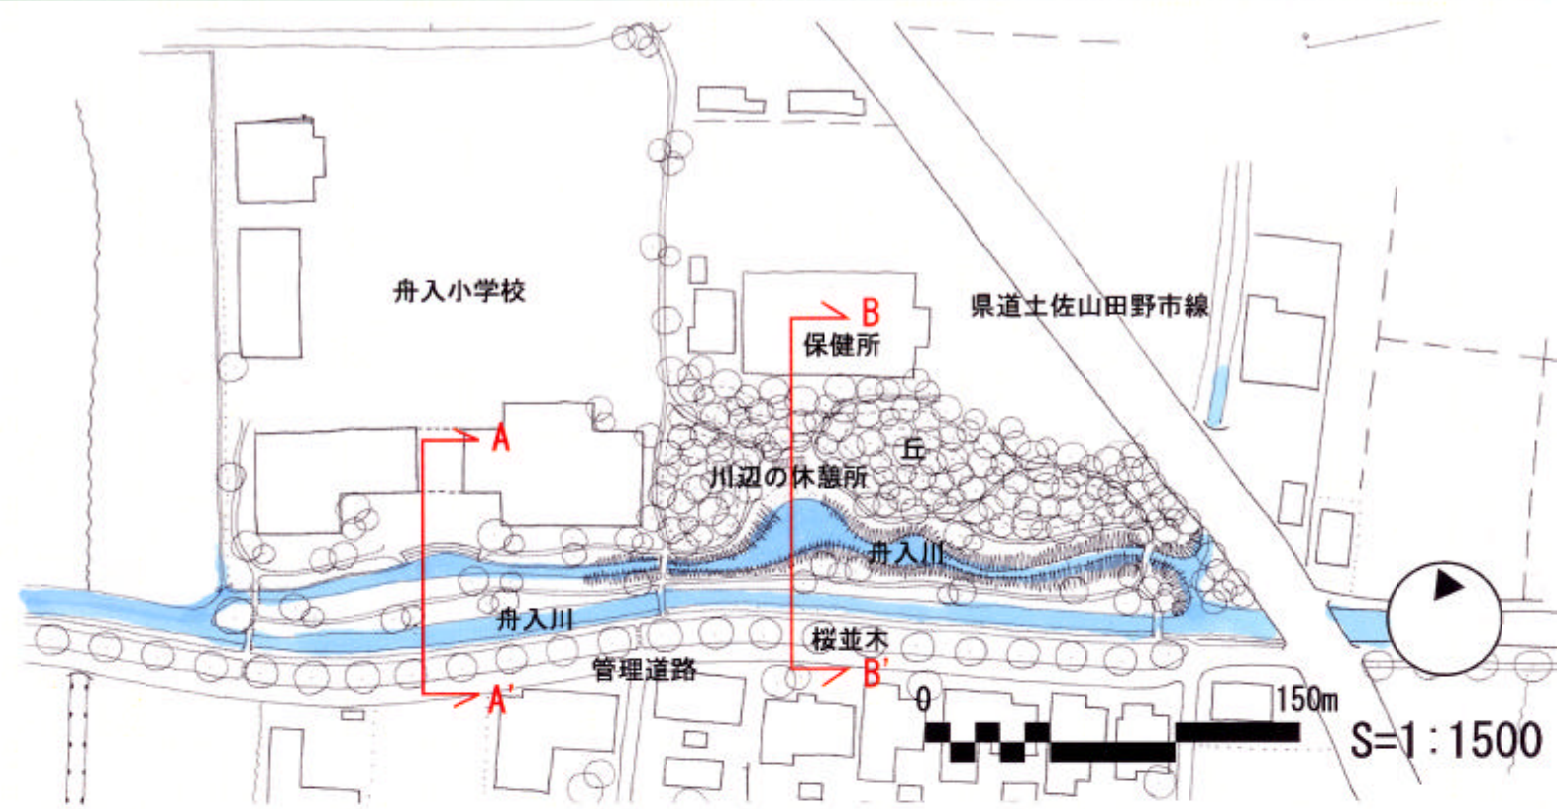 舟入小学校
B
保健所
県道土佐山田野市線
A
丘
川辺の休憩所
舟入川
舟入川
桜並木
管理道路
A'
B'
0
150m
S=1:1500